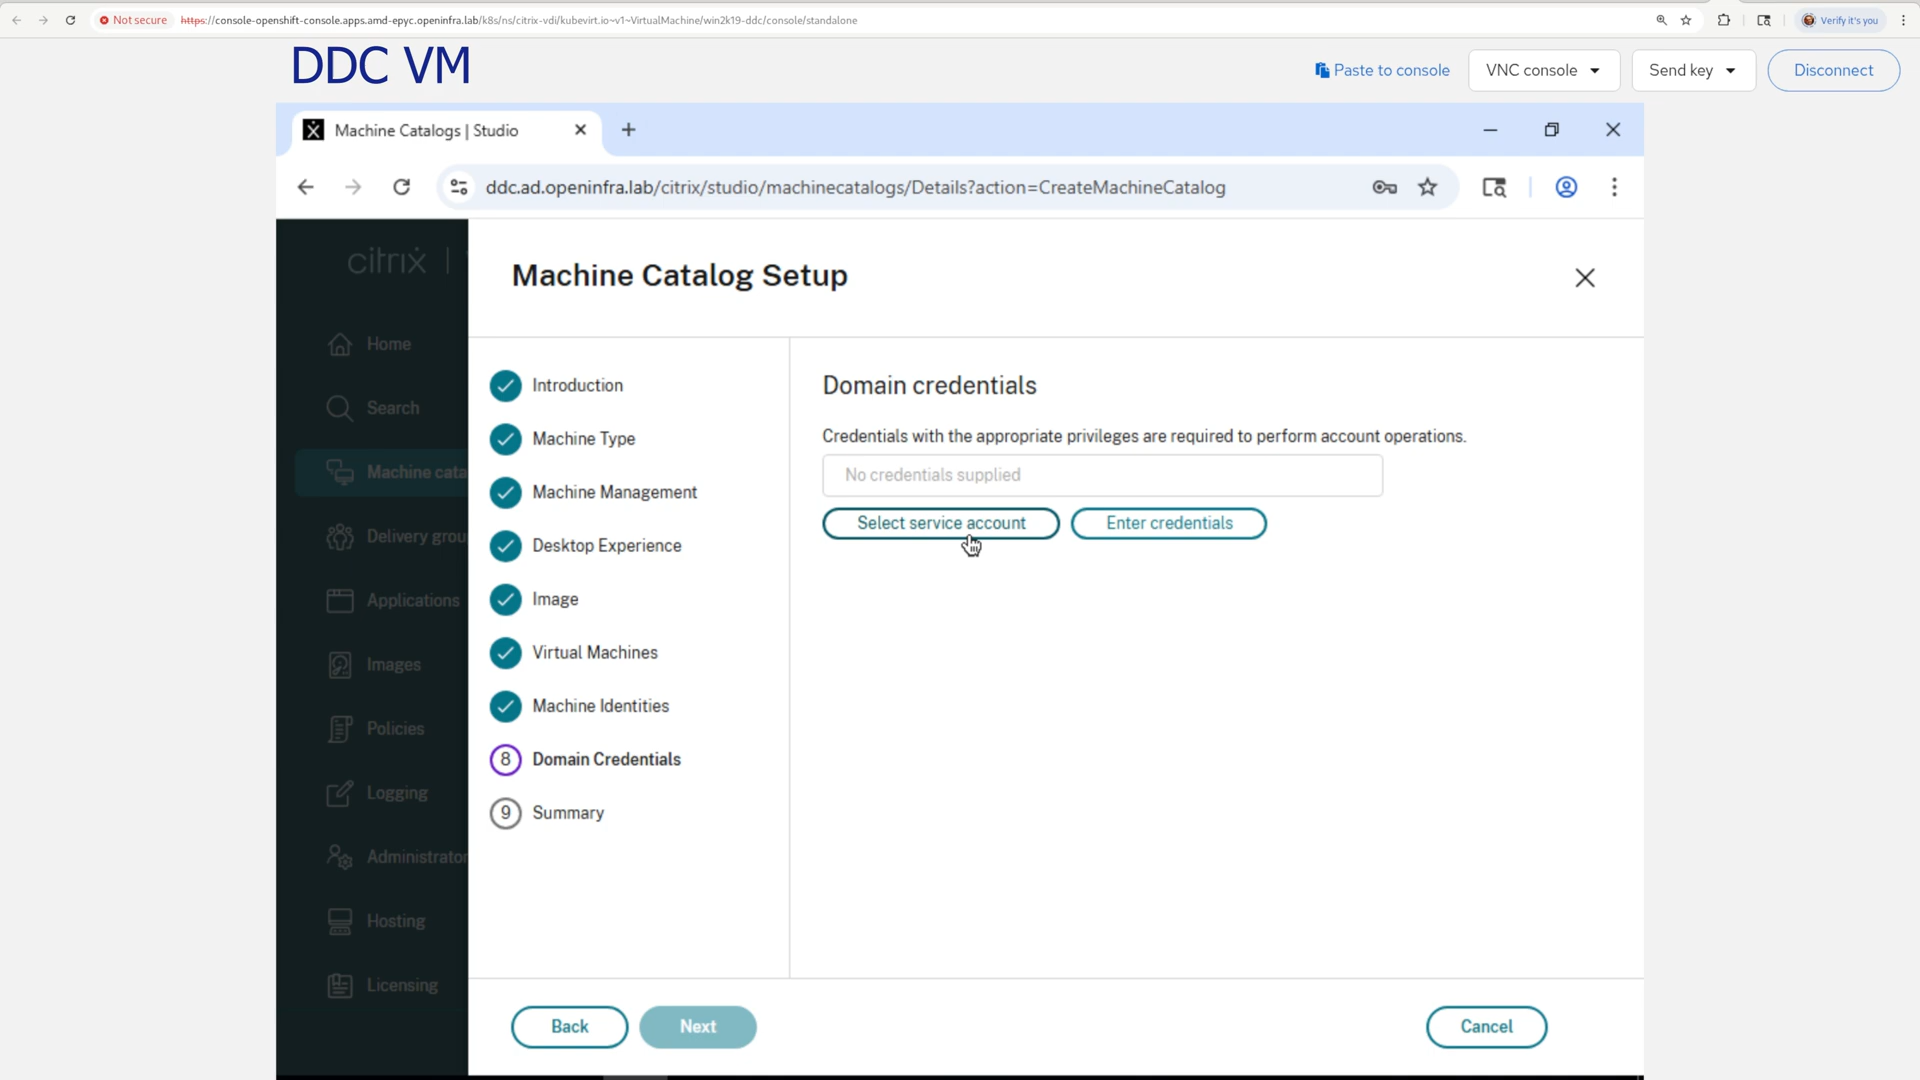 Not secure
https://console-openshift-console.apps.amd-epyc.openinfra.lab/k8s/ns/citrix-vdi/kubevirt.io~v1~VirtualMachine/win2k19-ddc/console/standalone
Verify it's you
DDC VM
Paste to console
VNC console
Send key
Disconnect
Machine Catalogs | Studio
ddc.ad.openinfra.lab/citrix/studio/machinecatalogs/Details?action=CreateMachineCatalog
citrix
Machine Catalog Setup
Home
Search
Machine cata
Delivery grou
Applications
Images
Policies
Logging
Administrator
Hosting
Licensing
Introduction
Machine Type
Machine Management
Desktop Experience
Image
Virtual Machines
Machine Identities
8 Domain Credentials
9 Summary
Domain credentials
Credentials with the appropriate privileges are required to perform account operations.
No credentials supplied
Select service account
Enter credentials
Back
Next
Cancel